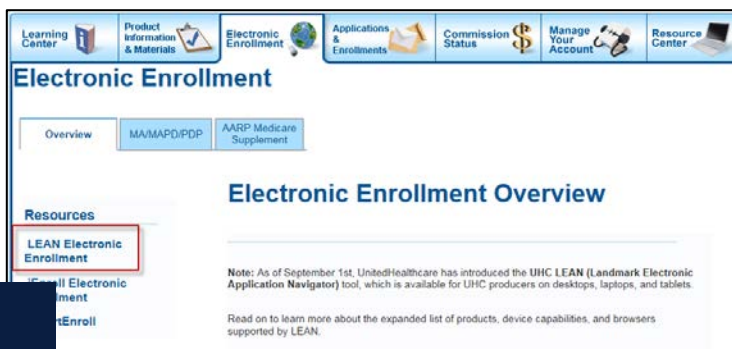 Learning
Center
Product
Information
& Materials
Electronic
Enrollment
Applications
&
Enrollments
Commission
Status
Manage
Your
Account
Resource
Center
Electronic Enrollment
Overview
MA/MAPD/PDP
AARP Medicare
Supplement
Electronic Enrollment Overview
Resources
LEAN Electronic
Enrollment
Electronic
Note: As of September 1st, UnitedHealthcare has introduced the UHC LEAN (Landmark Electronic
Application Navigator) tool, which is available for UHC producers on desktops, laptops, and tablets.
Read on to learn more about the expanded list of products, device capabilities, and browsers
supported by LEAN.